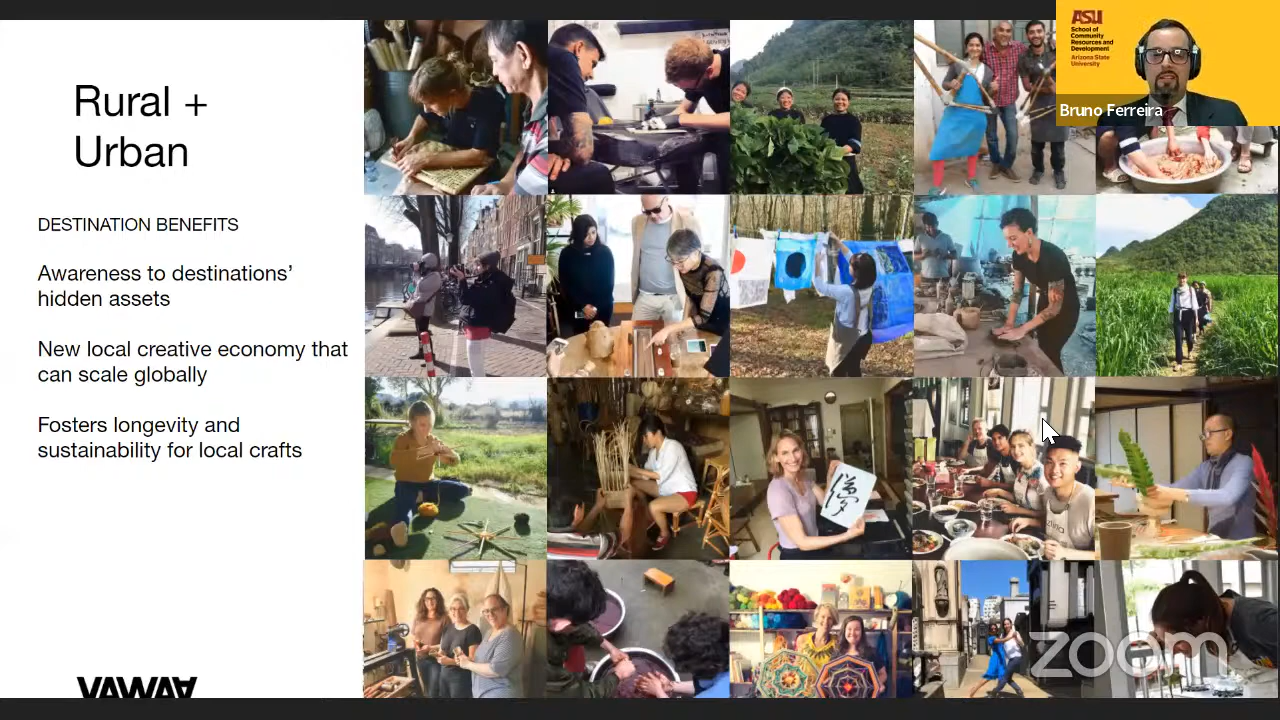 Rural +
Urban
DESTINATION BENEFITS
Awareness to destinations'
hidden assets
New local creative economy that
can scale globally
Fosters longevity and
sustainability for local crafts
VAWAA
ASU
School of
Community
Resources and
Development
Arizona State
University
Bruno Ferreira
zoom